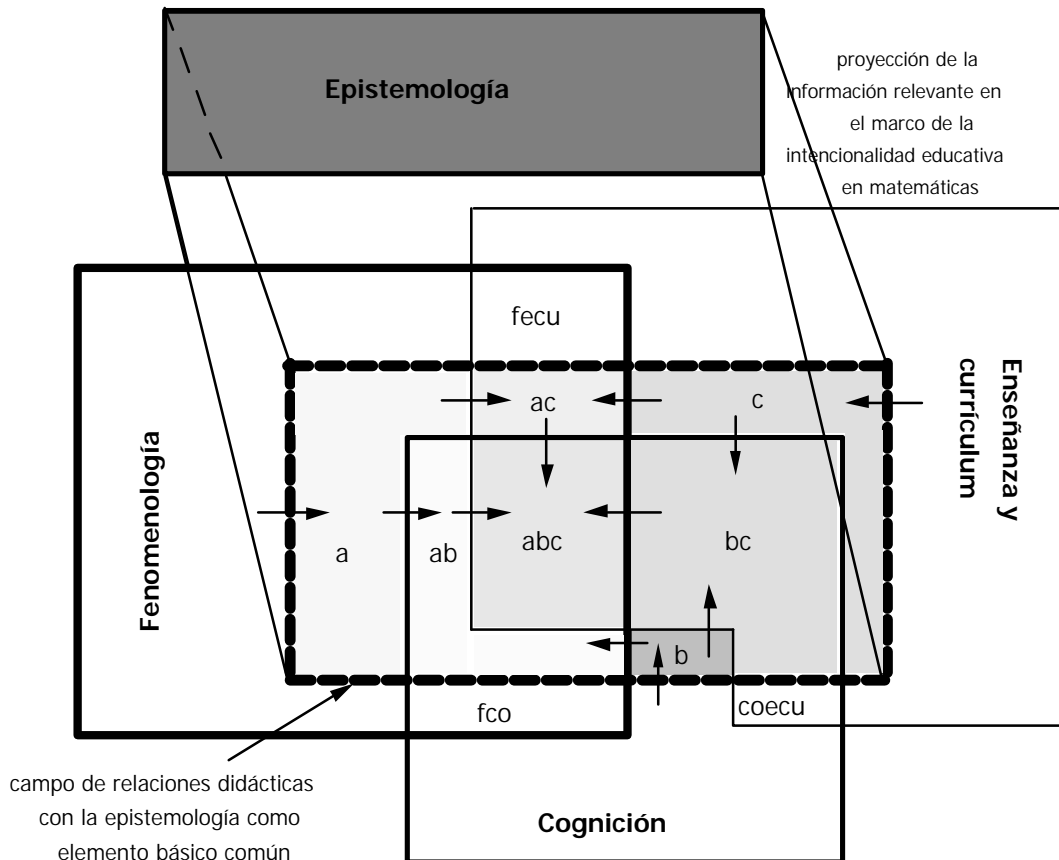 Epistemología
proyección de la
información relevante en
el marco de la
intencionalidad educativa
en matemáticas
fecu
Enseñanza y
currículum
ac
c
Fenomenología
a
ab
abc
bc
b
fco
coecu
campo de relaciones didácticas
con la epistemología como
elemento básico común
Cognición